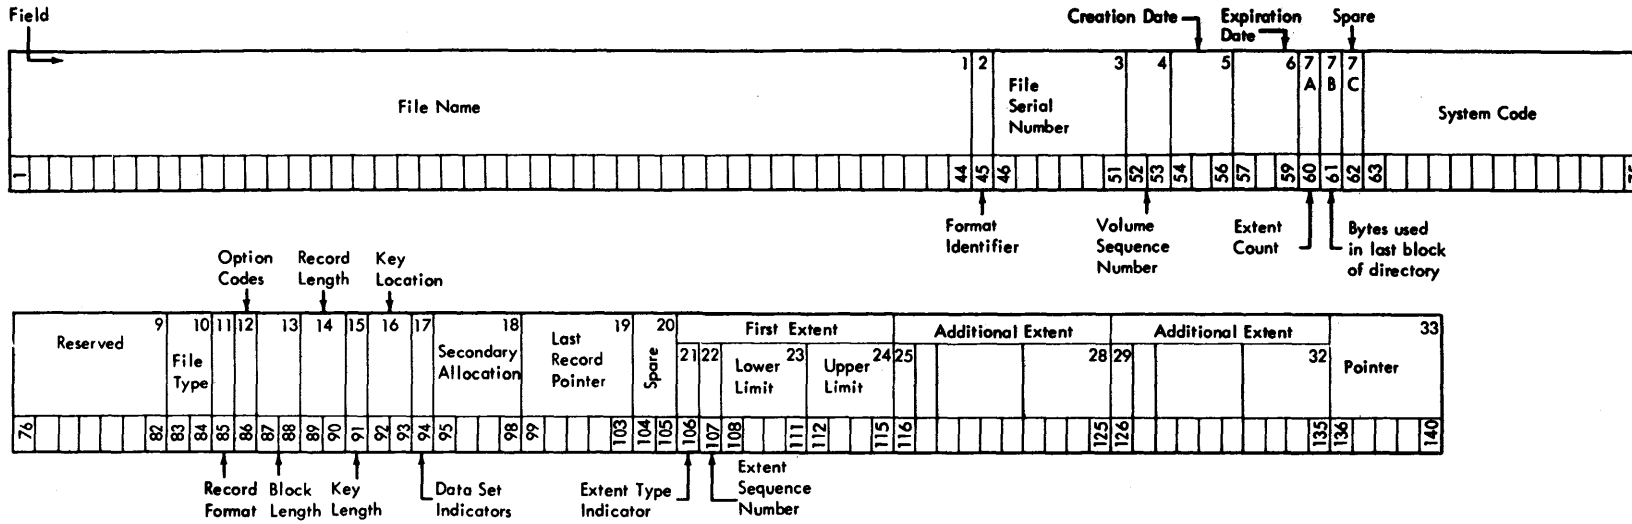 Field
Creation Date
Expiration
Date
Spare
1 2 3 4 5 6 7 7 7
A B C
File Name
File
Serial
Number
System Code
1 44 45 46 51 52 53 54 56 57 59 60 61 62 63
Format
Identifier
Volume
Sequence
Number
Extent
Count
Bytes used
in last block
of directory
Option
Codes
Record
Length
Key
Location
9 10 11 12 13 14 15 16 17 18 19 20
First Extent
Additional Extent
Additional Extent
33
21 22 23 24 25 28 29 32
Reserved
File
Type
Secondary
Allocation
Last
Record
Pointer
Spare
Lower
Limit
Upper
Limit
Pointer
76 82 83 84 85 86 87 88 89 90 91 92 93 94 95 98 99 103 104 105 106 107 108 111 112 115 116 125 126 135 136 140
Record
Format
Block
Length
Key
Length
Data Set
Indicators
Extent Type
Indicator
Extent
Sequence
Number